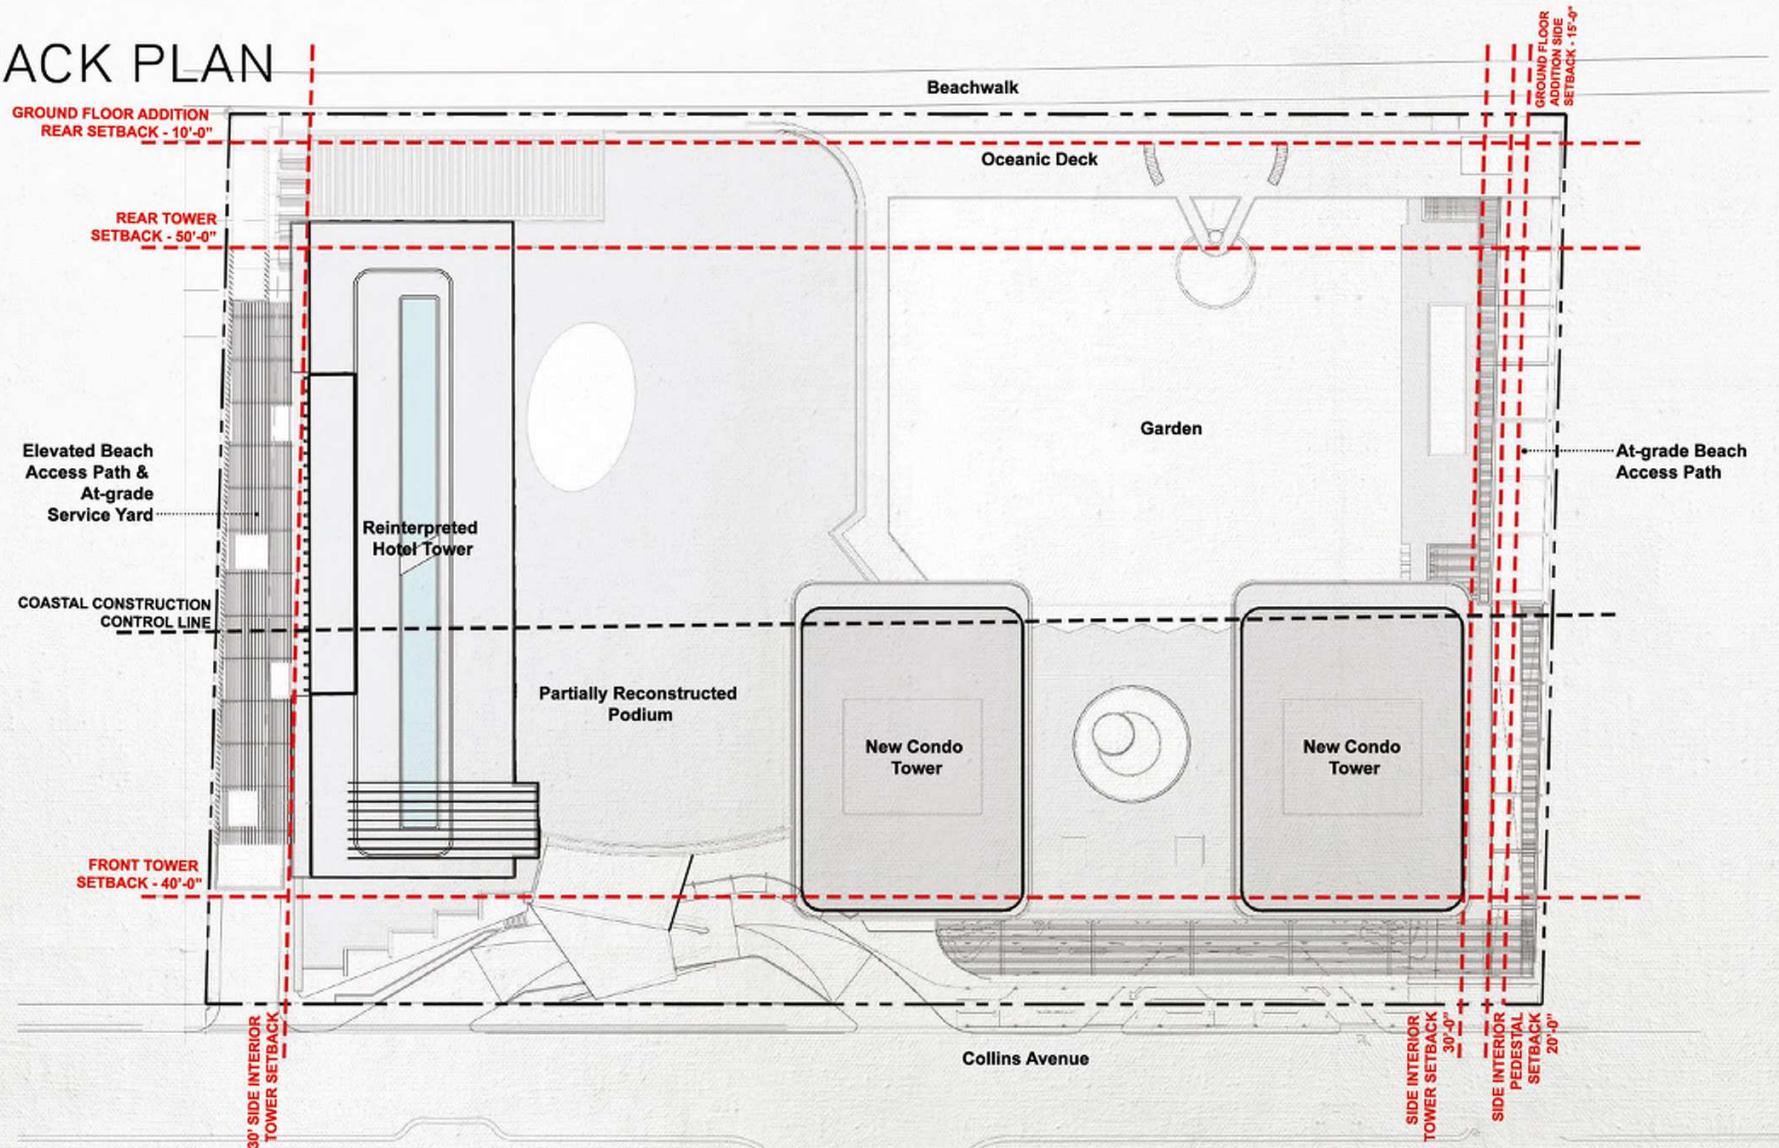 ACK PLAN
GROUND FLOOR ADDITION
REAR SETBACK - 10'-0"
REAR TOWER
SETBACK - 50'-0"
Elevated Beach
Access Path &
At-grade
Service Yard
COASTAL CONSTRUCTION
CONTROL LINE
FRONT TOWER
SETBACK - 40'-0"
Beachwalk
GROUND FLOOR
ADDITION SIDE
SETBACK - 15'-0"
Oceanic Deck
Garden
At-grade Beach
Access Path
Reinterpreted
Hotel Tower
Partially Reconstructed
Podium
New Condo
Tower
New Condo
Tower
30' SIDE INTERIOR
TOWER SETBACK
Collins Avenue
SIDE INTERIOR
TOWER SETBACK
30'-0"
SIDE INTERIOR
PEDESTAL
SETBACK
20'-0"